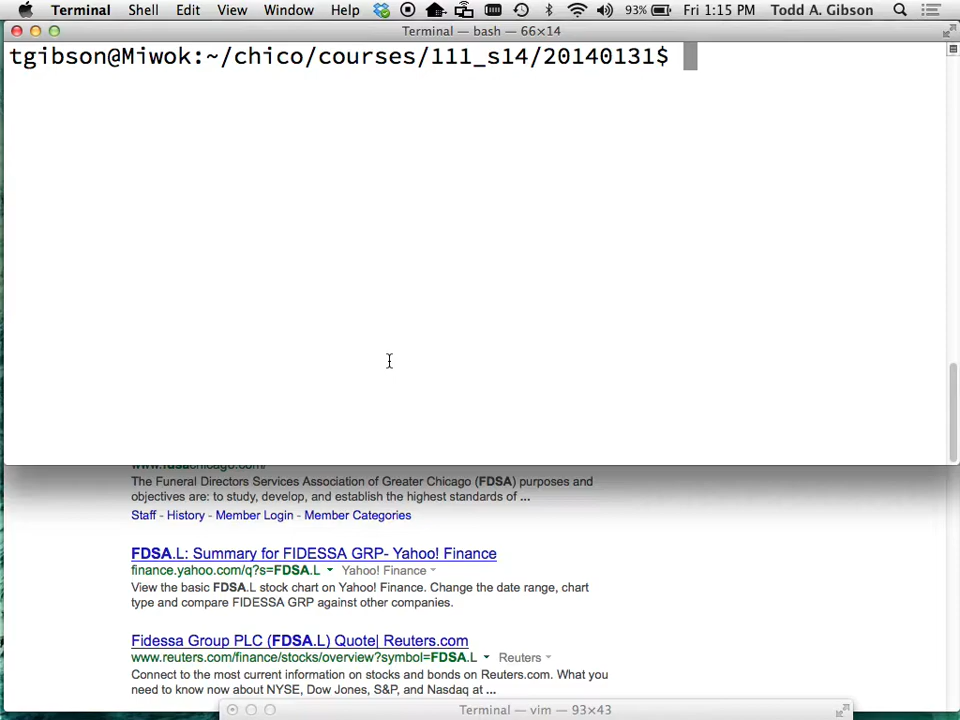 Terminal Shell Edit View Window Help 93% Fri 1:15 PM Todd A. Gibson
Terminal — bash — 66×14
tgibson@Miwok:~/chico/courses/111_s14/20140131$
www.fdsachicago.com/
The Funeral Directors Services Association of Greater Chicago (FDSA) purposes and
objectives are: to study, develop, and establish the highest standards of ...
Staff - History - Member Login - Member Categories
FDSA.L: Summary for FIDESSA GRP- Yahoo! Finance
finance.yahoo.com/q?s=FDSA.L Yahoo! Finance
View the basic FDSA.L stock chart on Yahoo! Finance. Change the date range, chart
type and compare FIDESSA GRP against other companies.
Fidessa Group PLC (FDSA.L) Quote| Reuters.com
www.reuters.com/finance/stocks/overview?symbol=FDSA.L Reuters
Connect to the most current information on stocks and bonds on Reuters.com. How you
need to know now about NYSE, Dow Jones, S&P, and Nasdaq at ...
Terminal — vim — 93×43